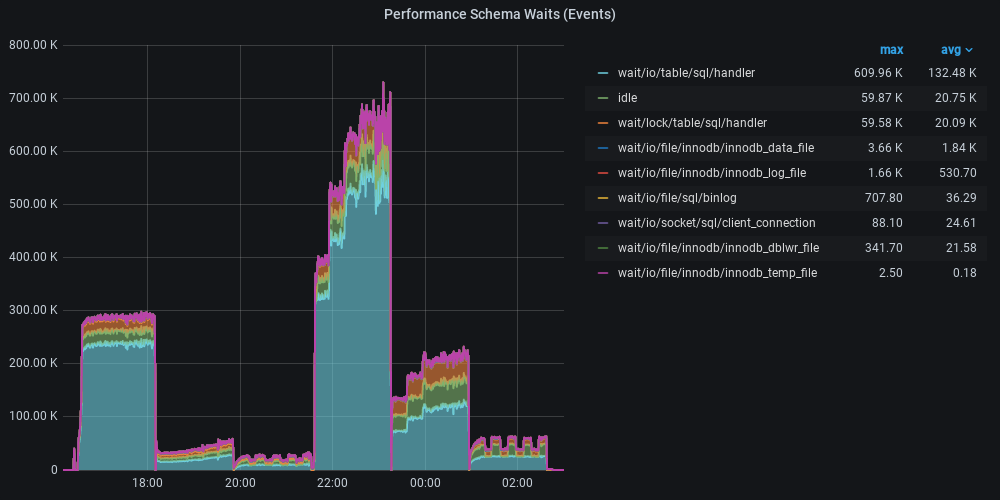 Performance Schema Waits (Events)
800.00 K
700.00 K
600.00 K
500.00 K
400.00 K
300.00 K
200.00 K
100.00 K
0
18:00 20:00 22:00 00:00 02:00
max avg
wait/io/table/sql/handler 609.96 K 132.48 K
idle 59.87 K 20.75 K
wait/lock/table/sql/handler 59.58 K 20.09 K
wait/io/file/innodb/innodb_data_file 3.66 K 1.84 K
wait/io/file/innodb/innodb_log_file 1.66 K 530.70
wait/io/file/sql/binlog 707.80 36.29
wait/io/socket/sql/client_connection 88.10 24.61
wait/io/file/innodb/innodb_dblwr_file 341.70 21.58
wait/io/file/innodb/innodb_temp_file 2.50 0.18